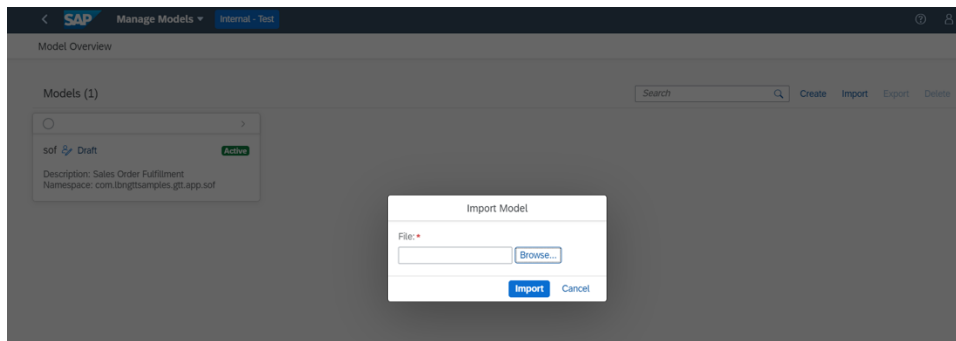 SAP Manage Models Internal - Test
Model Overview
Models (1)
Search Create Import Export Delete
sof Draft Active
Description: Sales Order Fulfillment
Namespace: com.lbngttsamples.gtt.app.sof
Import Model
File: *
Browse...
Import Cancel